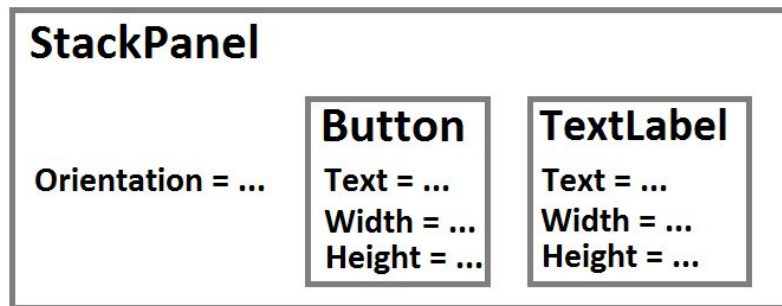 StackPanel
Orientation = ...
Button
Text = ...
Width = ...
Height = ...
TextLabel
Text = ...
Width = ...
Height = ...